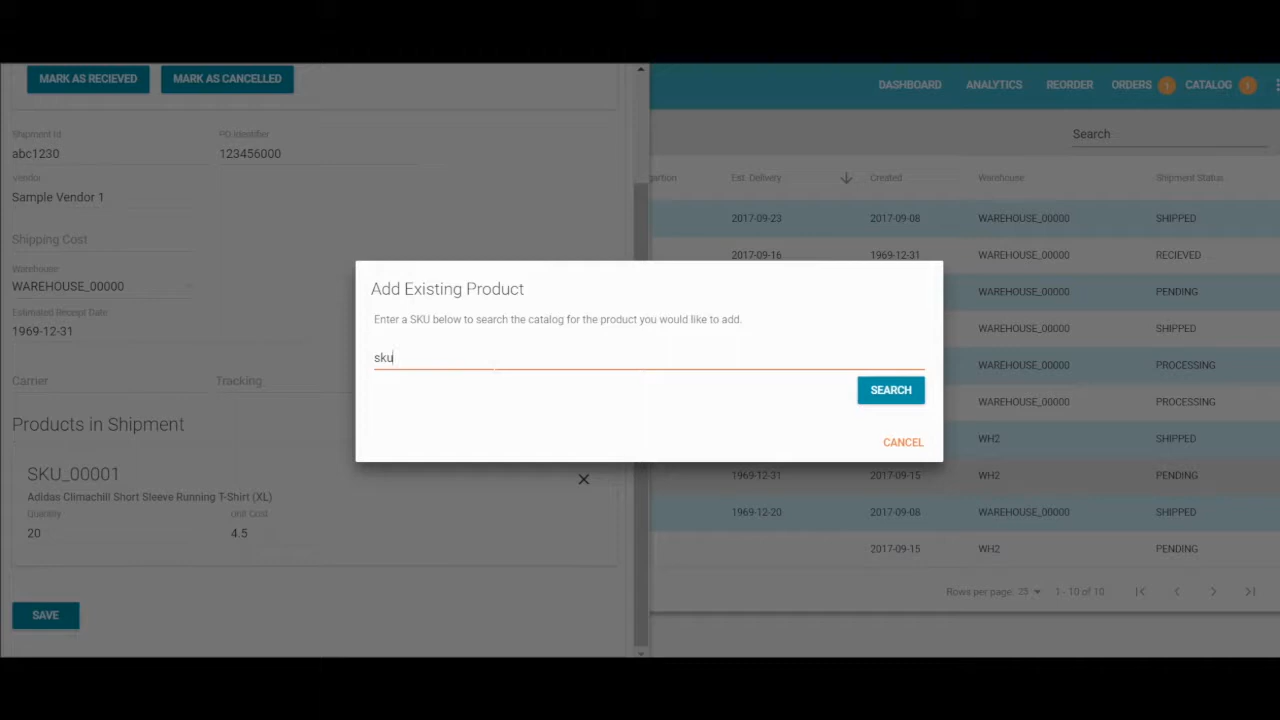 MARK AS RECIEVED MARK AS CANCELLED
Shipment Id PO Identifier
abc1230 123456000
Vendor
Sample Vendor 1
Shipping Cost
Warehouse
WAREHOUSE_00000
Estimated Receipt Date
1969-12-31
Carrier Tracking
Products in Shipment
SKU_00001
Adidas Climachill Short Sleeve Running T-Shirt (XL)
Quantity Unit Cost
20 4.5
SAVE
Add Existing Product
Enter a SKU below to search the catalog for the product you would like to add.
sku
SEARCH
CANCEL
DASHBOARD ANALYTICS REORDER ORDERS 1 CATALOG 1
Search
Est. Delivery Created Warehouse Shipment Status
2017-09-23 2017-09-08 WAREHOUSE_00000 SHIPPED
2017-09-16 1969-12-31 WAREHOUSE_00000 RECIEVED
WAREHOUSE_00000 PENDING
WAREHOUSE_00000 SHIPPED
WAREHOUSE_00000 PROCESSING
WAREHOUSE_00000 PROCESSING
WH2 SHIPPED
1969-12-31 2017-09-15 WH2 PENDING
1969-12-20 2017-09-08 WAREHOUSE_00000 SHIPPED
2017-09-15 WH2 PENDING
Rows per page: 25 1 - 10 of 10